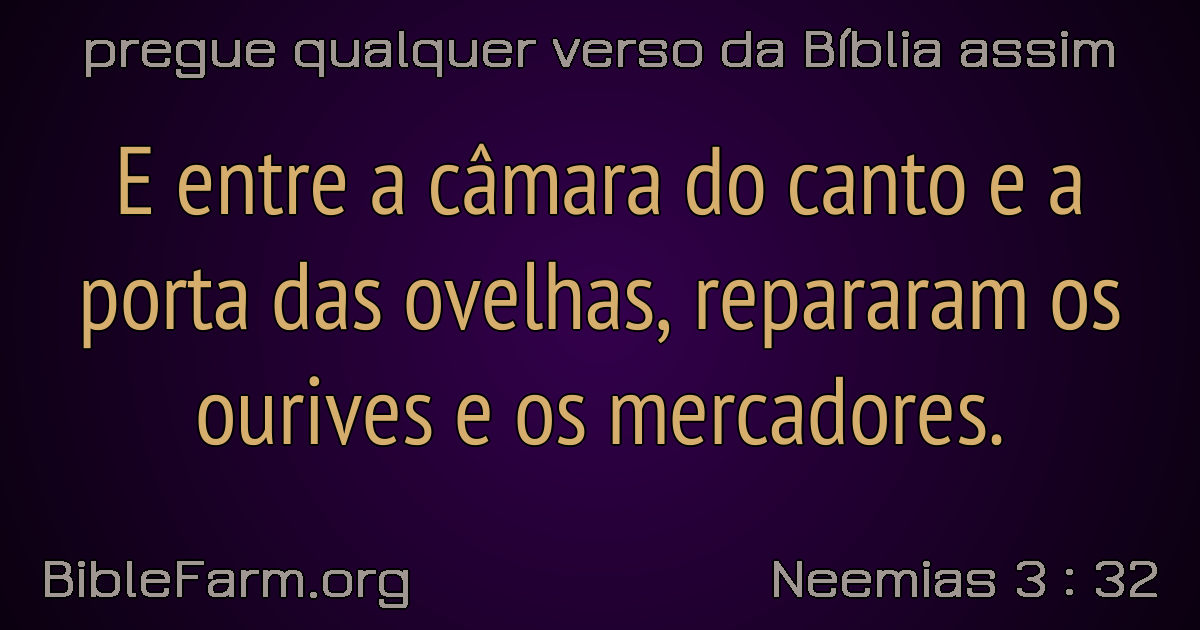 pregue qualquer verso da Bíblia assim
E entre a câmara do canto e a
porta das ovelhas, repararam os
ourives e os mercadores.
BibleFarm.org
Neemias 3 : 32